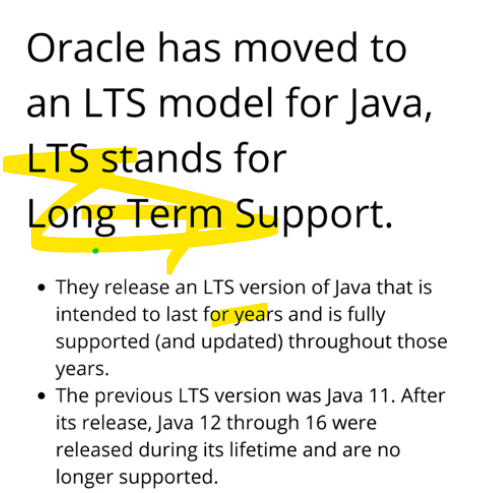 Oracle has moved to
an LTS model for Java,
LTS stands for
Long Term Support.
• They release an LTS version of Java that is
intended to last for years and is fully
supported (and updated) throughout those
years.
• The previous LTS version was Java 11. After
its release, Java 12 through 16 were
released during its lifetime and are no
longer supported.